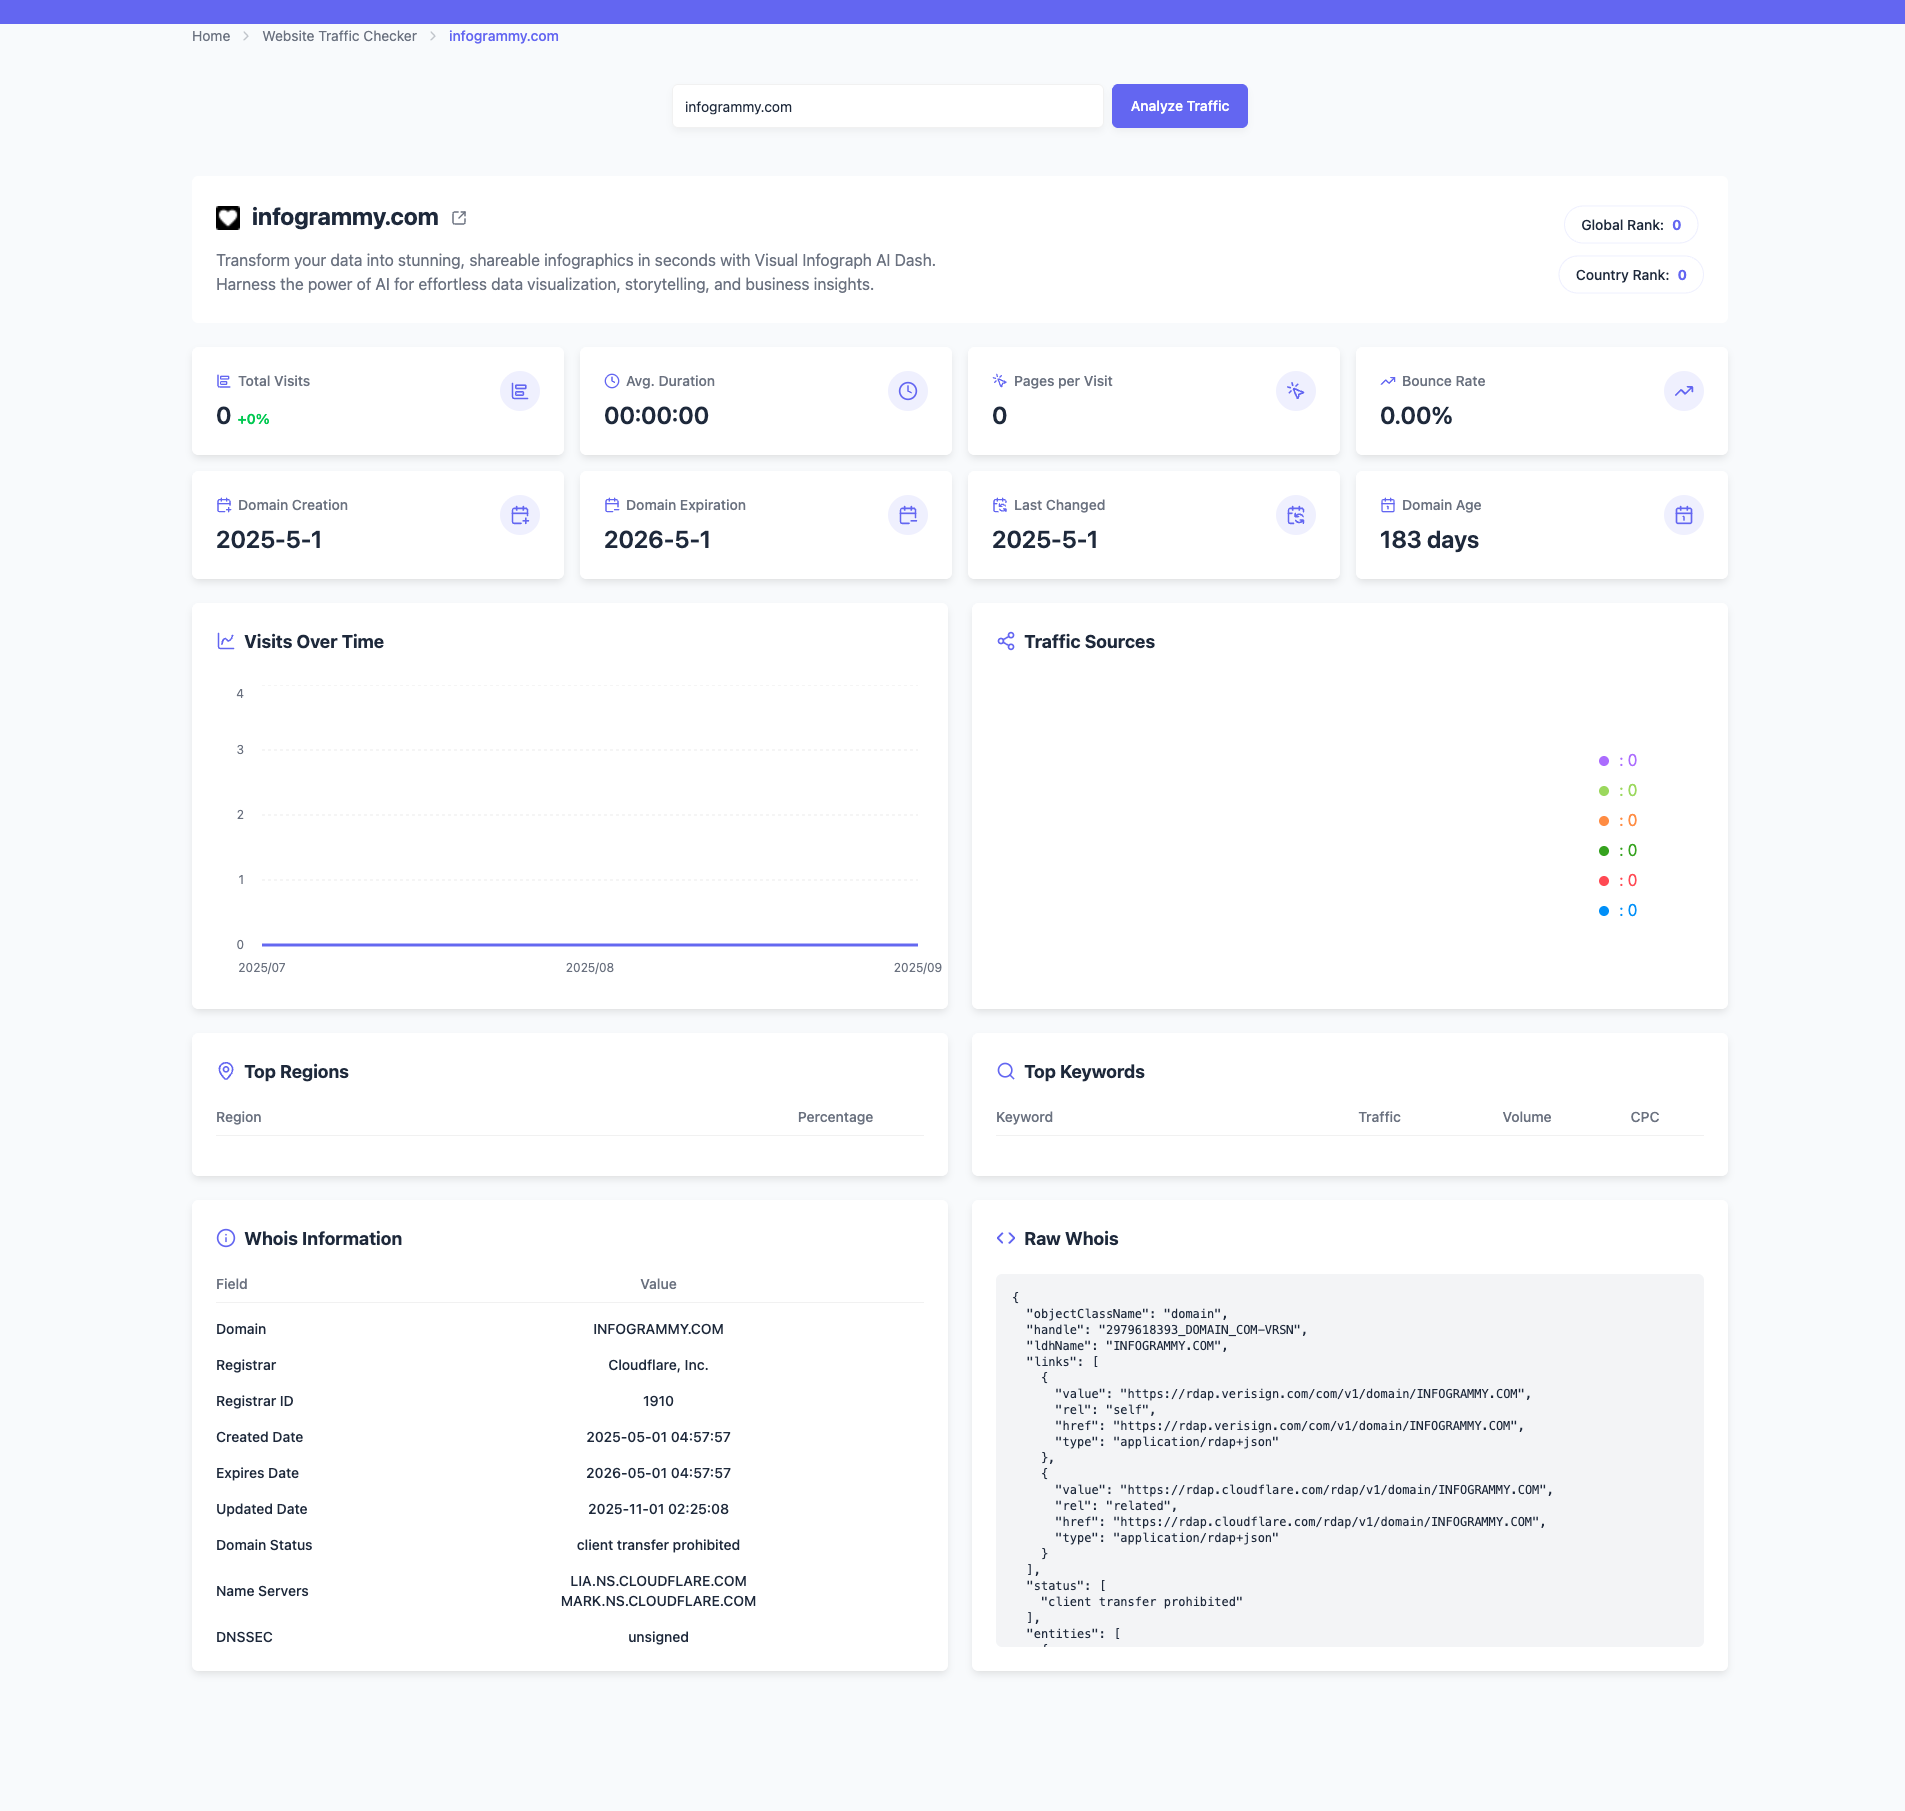 Home > Website Traffic Checker > infogrammy.com
infogrammy.com
Analyze Traffic
infogrammy.com
Transform your data into stunning, shareable infographics in seconds with Visual Infograph AI Dash.
Harness the power of AI for effortless data visualization, storytelling, and business insights.
Global Rank: 0
Country Rank: 0
Total Visits
0 +0%
Avg. Duration
00:00:00
Pages per Visit
0
Bounce Rate
0.00%
Domain Creation
2025-5-1
Domain Expiration
2026-5-1
Last Changed
2025-5-1
Domain Age
183 days
Visits Over Time
4
3
2
1
0
2025/07 2025/08 2025/09
Traffic Sources
: 0
: 0
: 0
: 0
: 0
: 0
Top Regions
Region Percentage
Top Keywords
Keyword Traffic Volume CPC
Whois Information
Field Value
Domain INFOGRAMMY.COM
Registrar Cloudflare, Inc.
Registrar ID 1910
Created Date 2025-05-01 04:57:57
Expires Date 2026-05-01 04:57:57
Updated Date 2025-11-01 02:25:08
Domain Status client transfer prohibited
Name Servers LIA.NS.CLOUDFLARE.COM
MARK.NS.CLOUDFLARE.COM
DNSSEC unsigned
Raw Whois
{
"objectClassName": "domain",
"handle": "2979618393_DOMAIN_COM-VRSN",
"ldhName": "INFOGRAMMY.COM",
"links": [
{
"value": "https://rdap.verisign.com/com/v1/domain/INFOGRAMMY.COM",
"rel": "self",
"href": "https://rdap.verisign.com/com/v1/domain/INFOGRAMMY.COM",
"type": "application/rdap+json"
},
{
"value": "https://rdap.cloudflare.com/rdap/v1/domain/INFOGRAMMY.COM",
"rel": "related",
"href": "https://rdap.cloudflare.com/rdap/v1/domain/INFOGRAMMY.COM",
"type": "application/rdap+json"
}
],
"status": [
"client transfer prohibited"
],
"entities": [